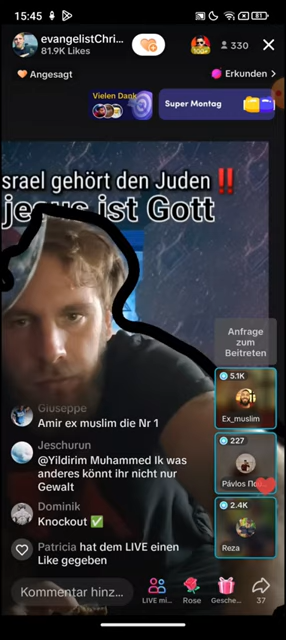 15:45
81
evangelistChri...
81.9K Likes
330
Angesagt
Erkunden >
Vielen Dank
Super Montag
srael gehört den Juden‼️
jesus ist Gott
Anfrage
zum
Beitreten
5.1K
Ex_muslim
Giuseppe
Amir ex muslim die Nr 1
Jeschurun
@Yildirim Muhammed Ik was
anderes könnt ihr nicht nur
Gewalt
227
Pávlos
2.4K
Reza
Dominik
Knockout ✅
Patricia hat dem LIVE einen
Like gegeben
Kommentar hinz...
LIVE mi...
Rose
Gesche...
37